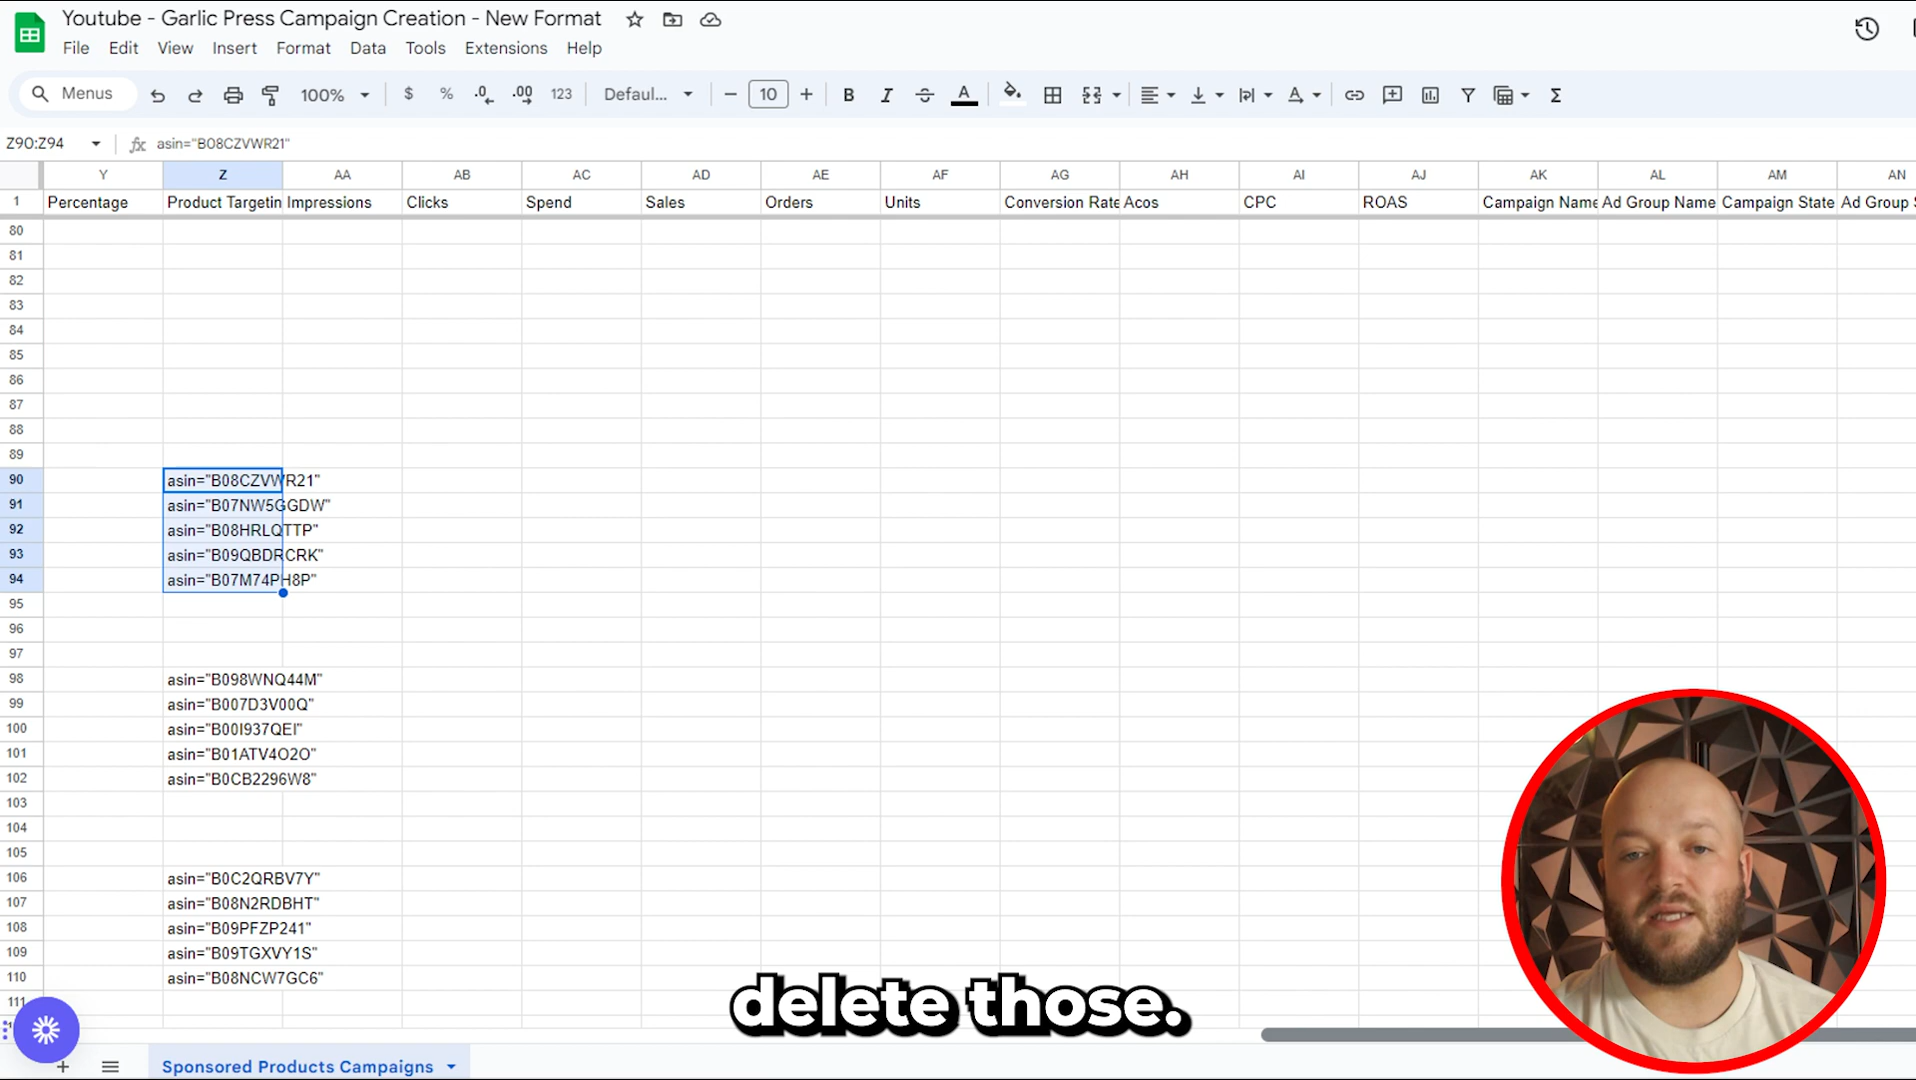 Youtube - Garlic Press Campaign Creation - New Format
File Edit View Insert Format Data Tools Extensions Help
Menus 100% $ % .0 .00 123 Defaul... 10 B I A Σ
Z90:Z94 fx asin="B08CZVWR21"
Y Z AA AB AC AD AE AF AG AH AI AJ AK AL AM AN
1 Percentage Product Targetin Impressions Clicks Spend Sales Orders Units Conversion Rate Acos CPC ROAS Campaign Name Ad Group Name Campaign State Ad Group
80
81
82
83
84
85
86
87
88
89
90 asin="B08CZVWR21"
91 asin="B07NW5GGDW"
92 asin="B08HRLQTTP"
93 asin="B09QBDRCRK"
94 asin="B07M74PH8P"
95
96
97
98 asin="B098WNQ44M"
99 asin="B007D3V00Q"
100 asin="B00I937QEI"
101 asin="B01ATV4O2O"
102 asin="B0CB2296W8"
103
104
105
106 asin="B0C2QRBV7Y"
107 asin="B08N2RDBHT"
108 asin="B09PFZP241"
109 asin="B09TGXVY1S"
110 asin="B08NCW7GC6"
111
delete those.
Sponsored Products Campaigns